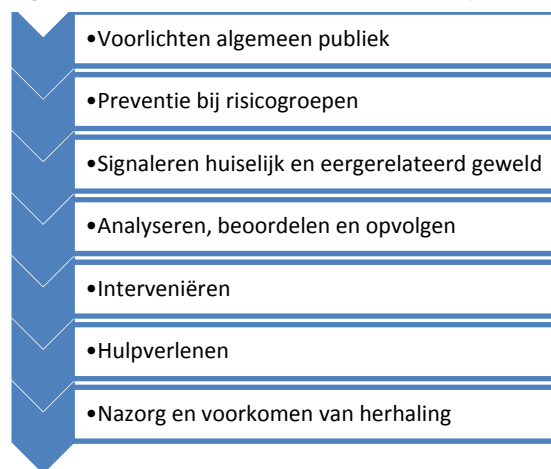 •Voorlichten algemeen publiek
•Preventie bij risicogroepen
•Signaleren huiselijk en eergerelateerd geweld
•Analyseren, beoordelen en opvolgen
•Interveniëren
•Hulpverlenen
•Nazorg en voorkomen van herhaling